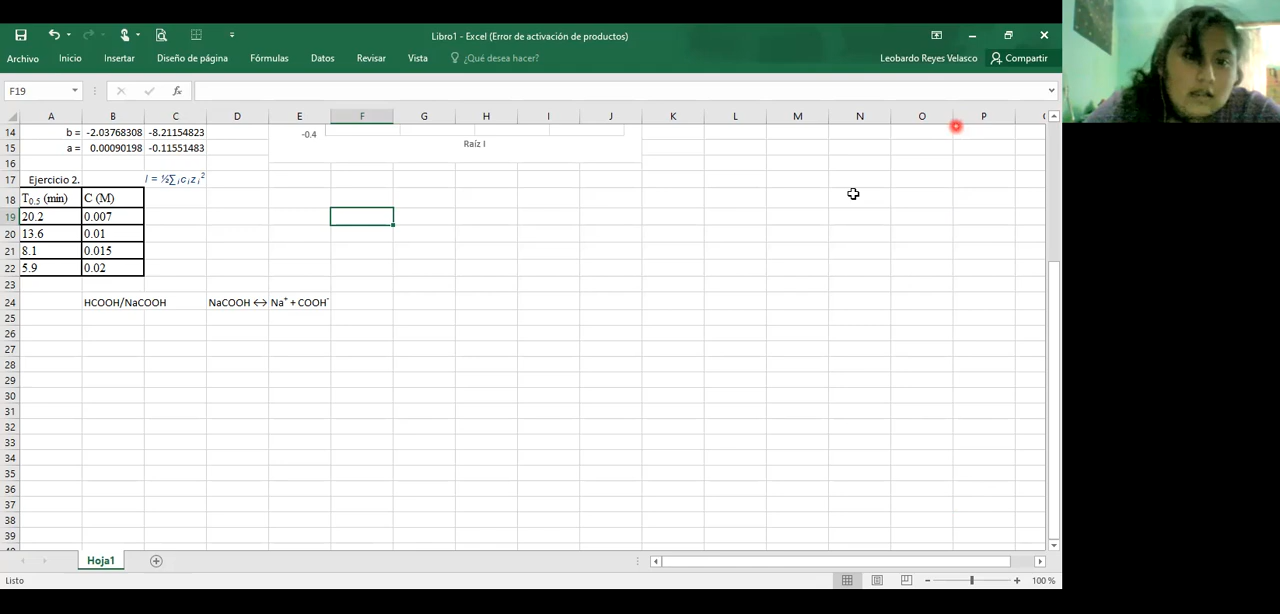 Libro1 - Excel (Error de activación de productos)
Archivo Inicio Insertar Diseño de página Fórmulas Datos Revisar Vista ¿Qué desea hacer? Leobardo Reyes Velasco Compartir
F19 fx
A B C D E F G H I J K L M N O P
14 b = -2.03768308 -8.21154823 -0.4
15 a = 0.00090198 -0.11551483 Raíz I
16
17 Ejercicio 2. I = ½∑ᵢcᵢzᵢ²
18 T0.5 (min) C (M)
19 20.2 0.007
20 13.6 0.01
21 8.1 0.015
22 5.9 0.02
23
24 HCOOH/NaCOOH NaCOOH ↔ Na⁺ + COOH⁻
25
26
27
28
29
30
31
32
33
34
35
36
37
38
39
Hoja1
Listo 100 %